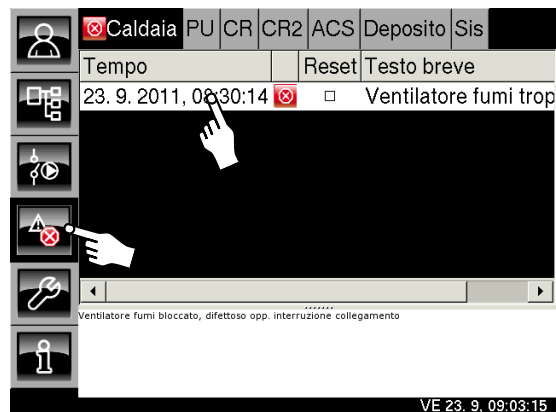 Caldaia PU CR CR2 ACS Deposito Sis
Tempo Reset Testo breve
23. 9. 2011, 08:30:14 Ventilatore fumi trop
Ventilatore fumi bloccato, difettoso opp. interruzione collegamento
VE 23. 9. 09:03:15